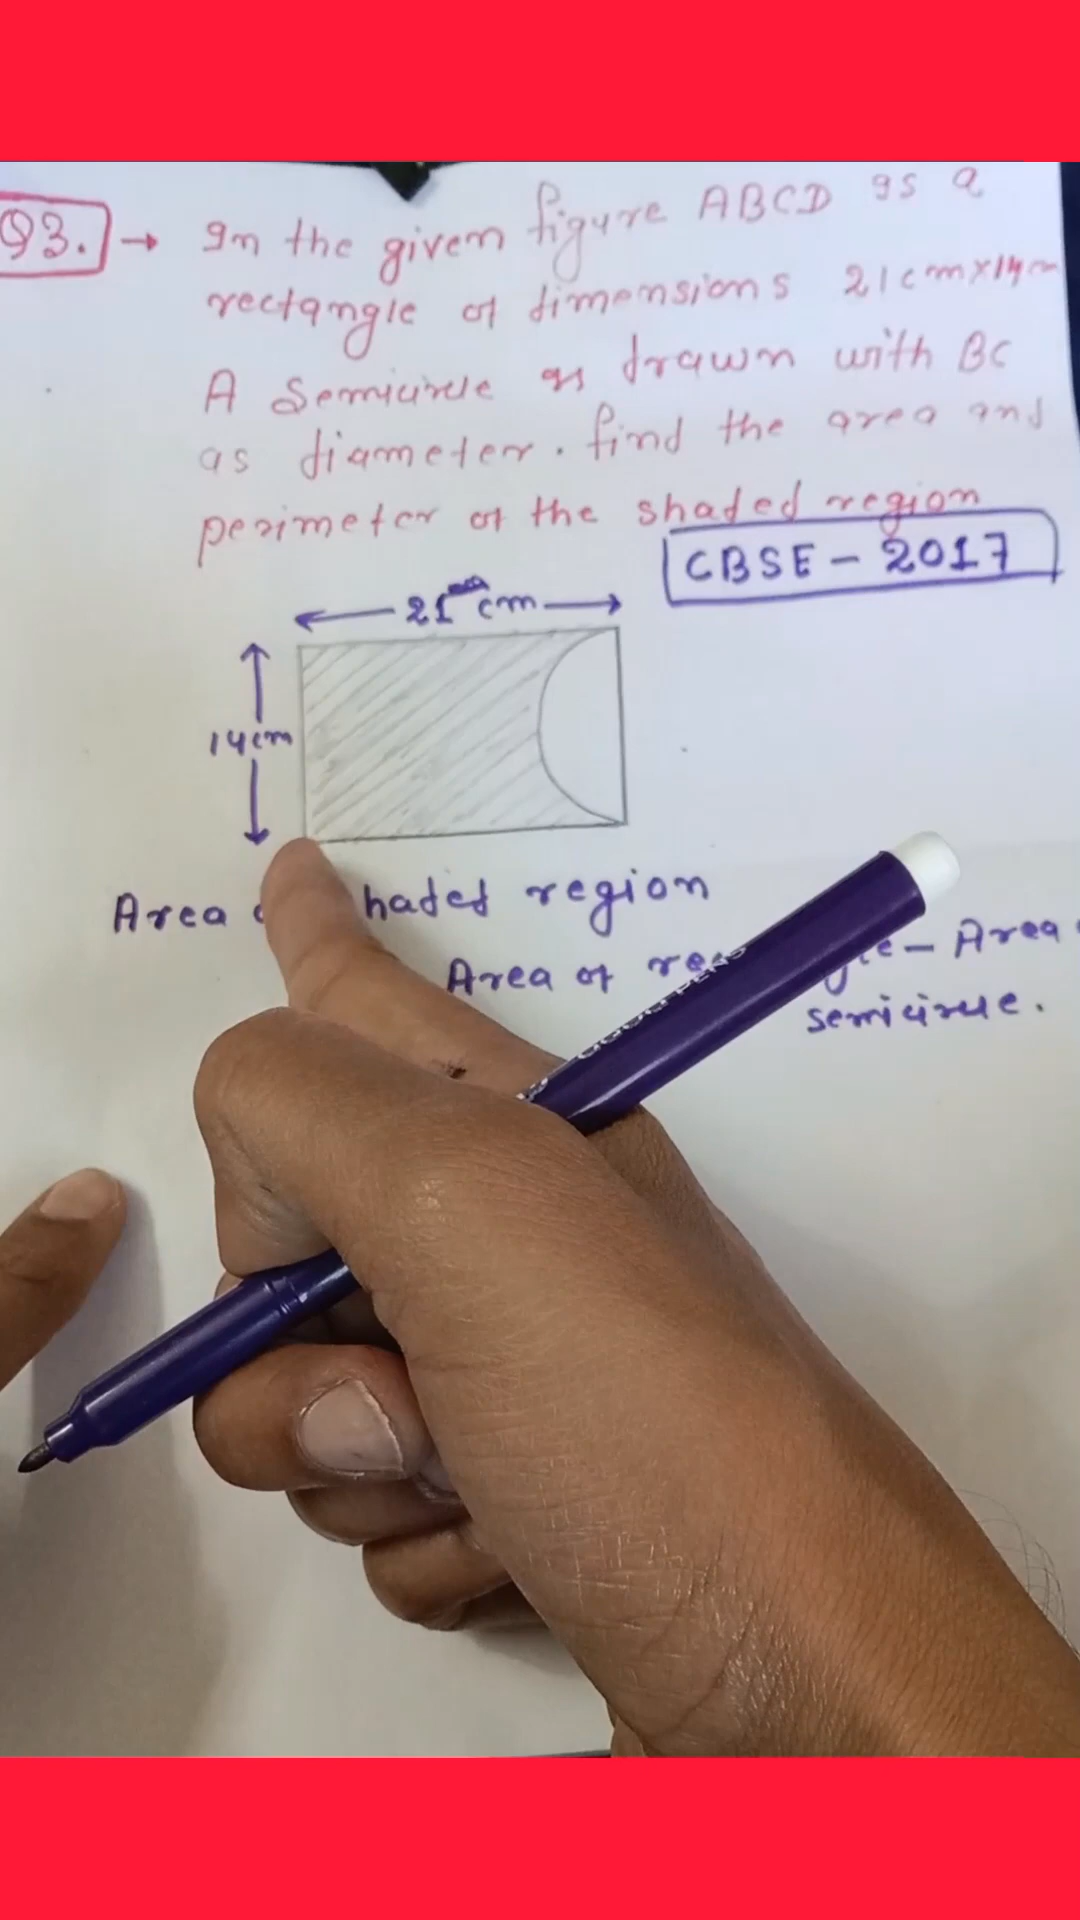 Q3. → In the given figure ABCD is a
rectangle of dimensions 21cm×14cm
A Semicircle is drawn with BC
as diameter. find the area and
perimeter of the shaded region
CBSE - 2017
21 cm
14cm
Area haded region
Area of - Area
semicircle.